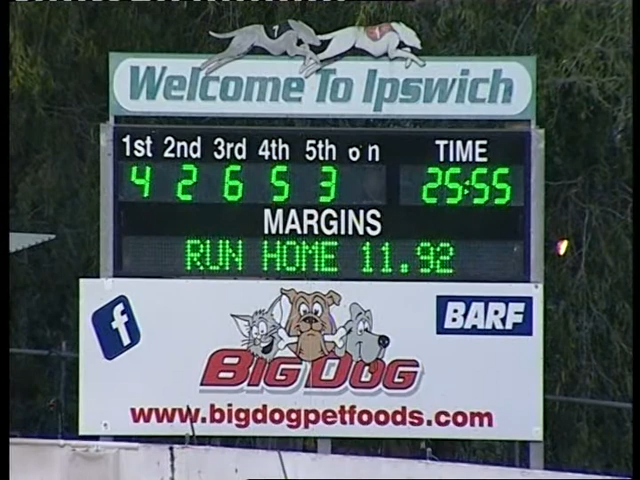 Welcome To Ipswich
1st 2nd 3rd 4th 5th o n TIME
4 2 6 5 3 25:55
MARGINS
RUN HOME 11.92
f
BARF
BIG DOG
www.bigdogpetfoods.com